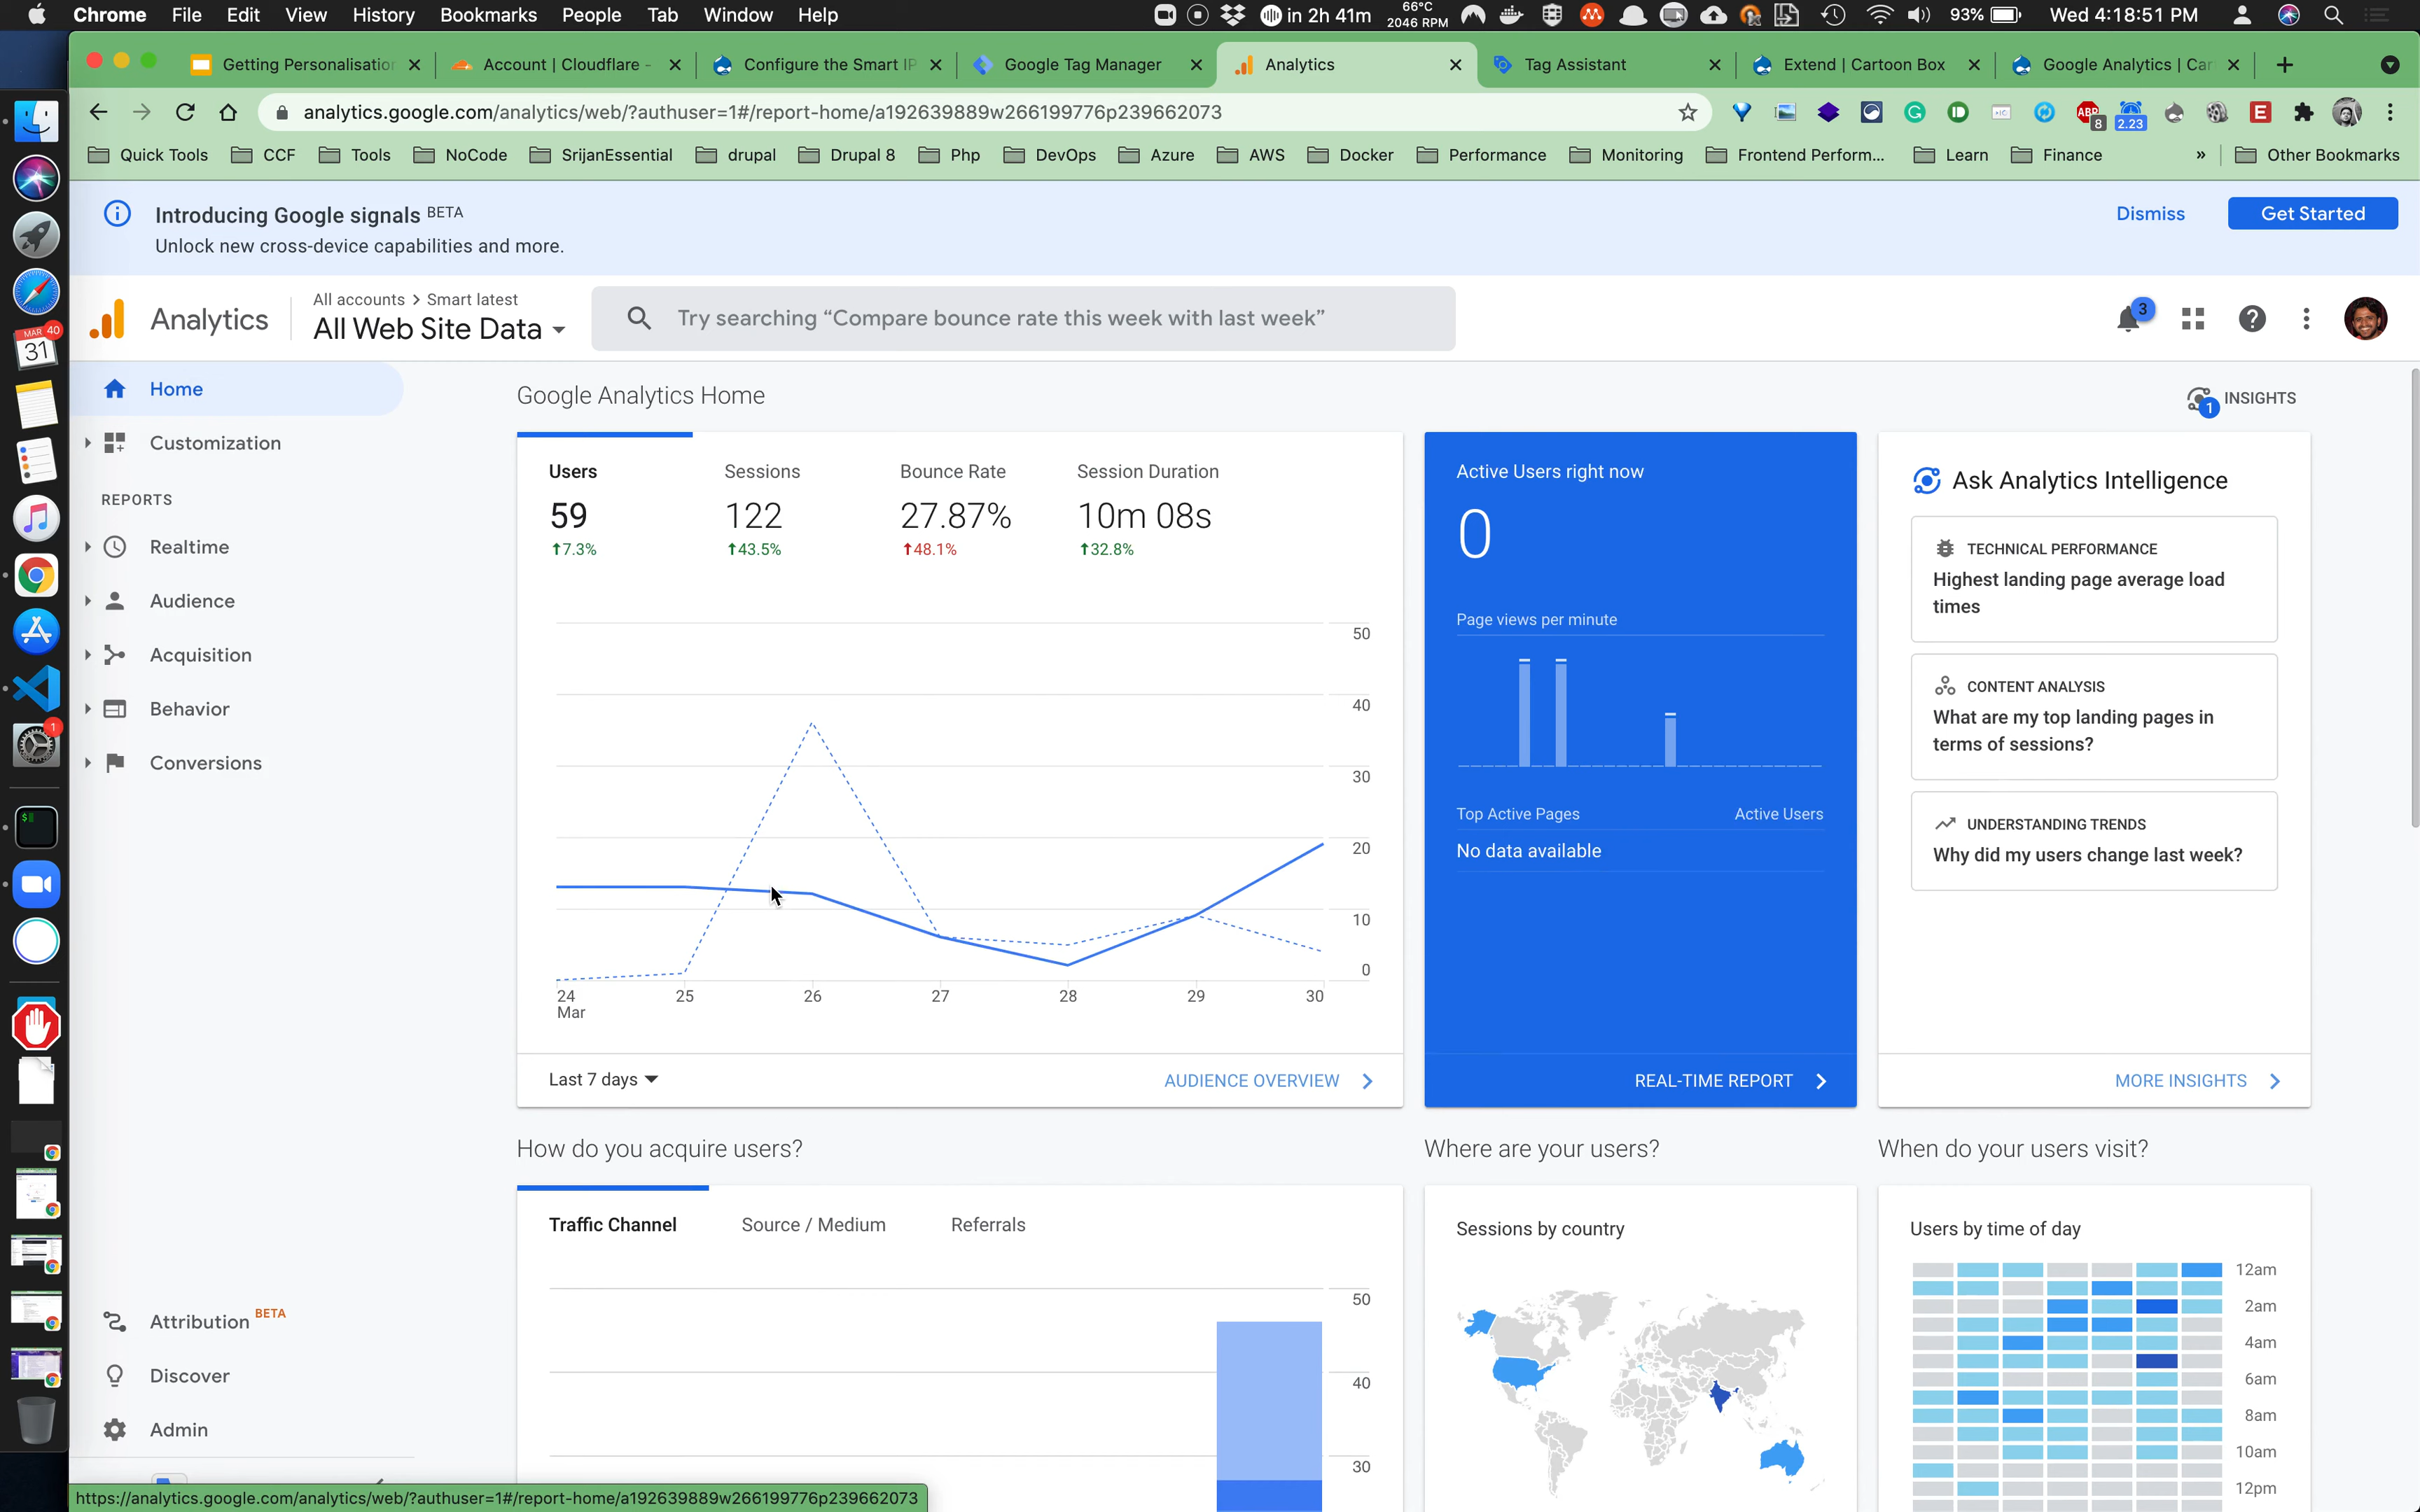 Chrome File Edit View History Bookmarks People Tab Window Help
in 2h 41m 66°C 2046 RPM 93% Wed 4:18:51 PM
Getting Personalisation Account | Cloudflare - Configure the Smart IP Google Tag Manager Analytics Tag Assistant Extend | Cartoon Box Google Analytics | Car
analytics.google.com/analytics/web/?authuser=1#/report-home/a192639889w266199776p239662073
ABP 8 2.23
Quick Tools CCF Tools NoCode SrijanEssential drupal Drupal 8 Php DevOps Azure AWS Docker Performance Monitoring Frontend Perform... Learn Finance » Other Bookmarks
Introducing Google signals BETA
Unlock new cross-device capabilities and more.
Dismiss Get Started
Analytics
All accounts > Smart latest
All Web Site Data
Try searching “Compare bounce rate this week with last week”
3
MAR 40
31
1
Home
Customization
REPORTS
Realtime
Audience
Acquisition
Behavior
Conversions
Attribution BETA
Discover
Admin
Google Analytics Home
1 INSIGHTS
Users Sessions Bounce Rate Session Duration
59 122 27.87% 10m 08s
7.3% 43.5% 48.1% 32.8%
50
40
30
20
10
0
24 25 26 27 28 29 30
Mar
Last 7 days AUDIENCE OVERVIEW
Active Users right now
0
Page views per minute
Top Active Pages Active Users
No data available
REAL-TIME REPORT
Ask Analytics Intelligence
TECHNICAL PERFORMANCE
Highest landing page average load
times
CONTENT ANALYSIS
What are my top landing pages in
terms of sessions?
UNDERSTANDING TRENDS
Why did my users change last week?
MORE INSIGHTS
How do you acquire users?
Traffic Channel Source / Medium Referrals
50
40
30
Where are your users?
Sessions by country
When do your users visit?
Users by time of day
12am
2am
4am
6am
8am
10am
12pm
https://analytics.google.com/analytics/web/?authuser=1#/report-home/a192639889w266199776p239662073